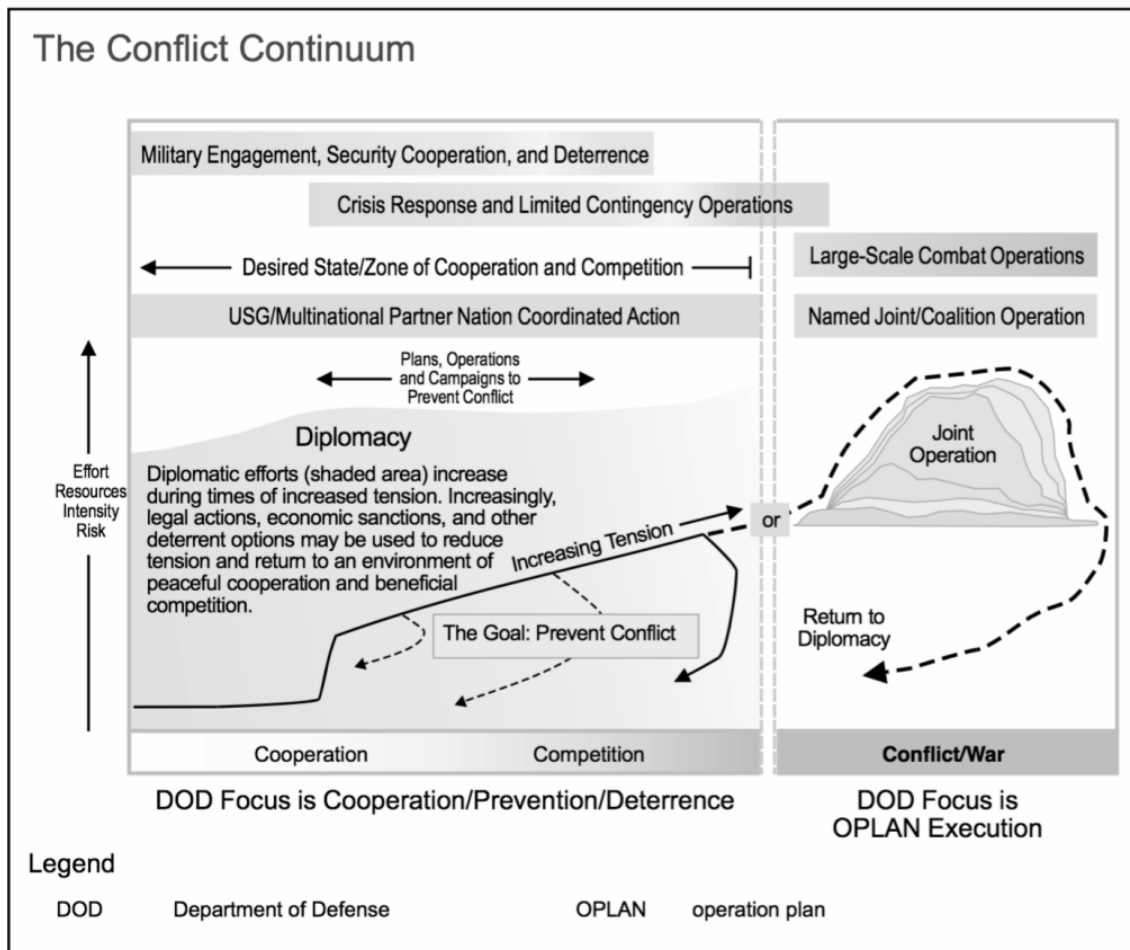 The Conflict Continuum
Military Engagement, Security Cooperation, and Deterrence
Crisis Response and Limited Contingency Operations
Desired State/Zone of Cooperation and Competition
Large-Scale Combat Operations
USG/Multinational Partner Nation Coordinated Action
Named Joint/Coalition Operation
Plans, Operations
and Campaigns to
Prevent Conflict
Effort
Resources
Intensity
Risk
Diplomacy
Diplomatic efforts (shaded area) increase
during times of increased tension. Increasingly,
legal actions, economic sanctions, and other
deterrent options may be used to reduce
tension and return to an environment of
peaceful cooperation and beneficial
competition.
Increasing Tension
or
Joint
Operation
The Goal: Prevent Conflict
Return to
Diplomacy
Cooperation
Competition
Conflict/War
DOD Focus is Cooperation/Prevention/Deterrence
DOD Focus is
OPLAN Execution
Legend
DOD Department of Defense
OPLAN operation plan